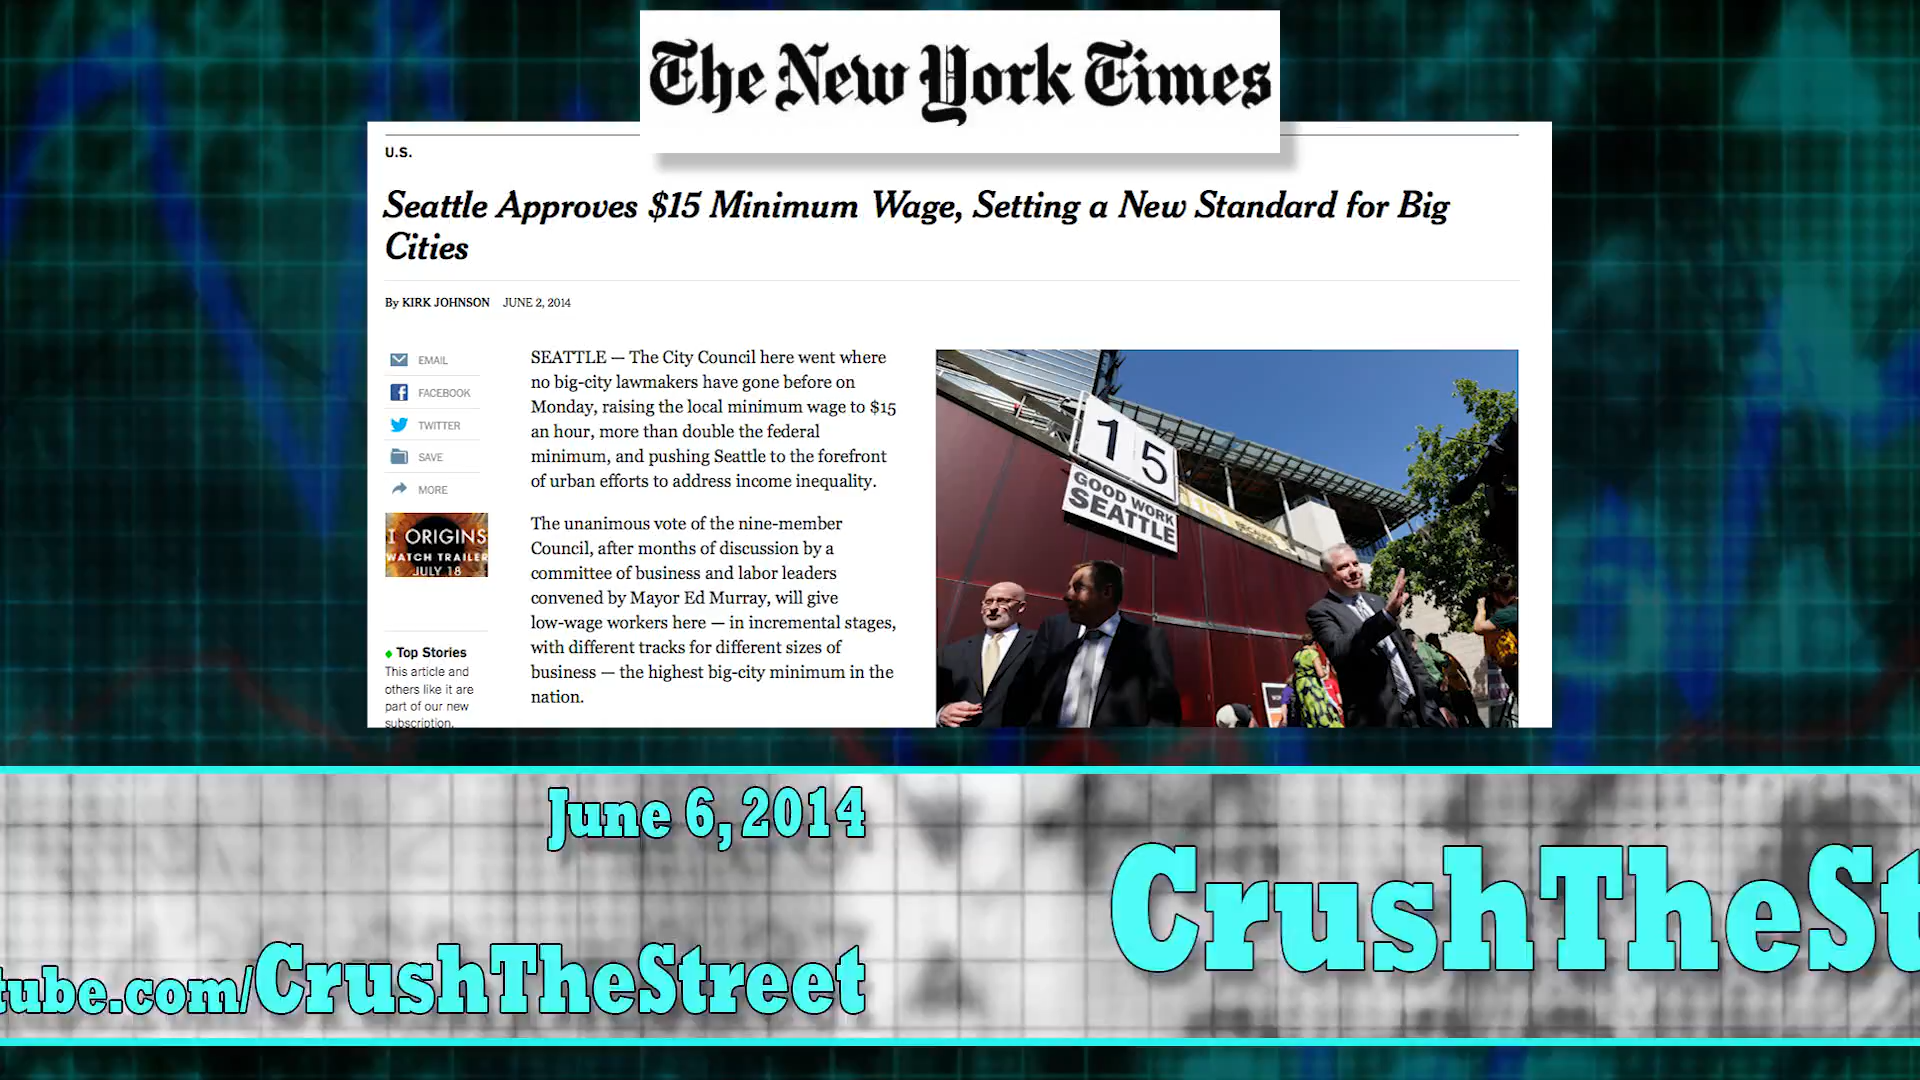 The New York Times
U.S.
Seattle Approves $15 Minimum Wage, Setting a New Standard for Big
Cities
By KIRK JOHNSON JUNE 2, 2014
EMAIL
FACEBOOK
TWITTER
SAVE
MORE
I ORIGINS
WATCH TRAILER
JULY 18
Top Stories
This article and
others like it are
part of our new
subscription.
SEATTLE — The City Council here went where
no big-city lawmakers have gone before on
Monday, raising the local minimum wage to $15
an hour, more than double the federal
minimum, and pushing Seattle to the forefront
of urban efforts to address income inequality.
The unanimous vote of the nine-member
Council, after months of discussion by a
committee of business and labor leaders
convened by Mayor Ed Murray, will give
low-wage workers here — in incremental stages,
with different tracks for different sizes of
business — the highest big-city minimum in the
nation.
15
GOOD WORK
SEATTLE
June 6, 2014
tube.com/CrushTheStreet
CrushTheSt